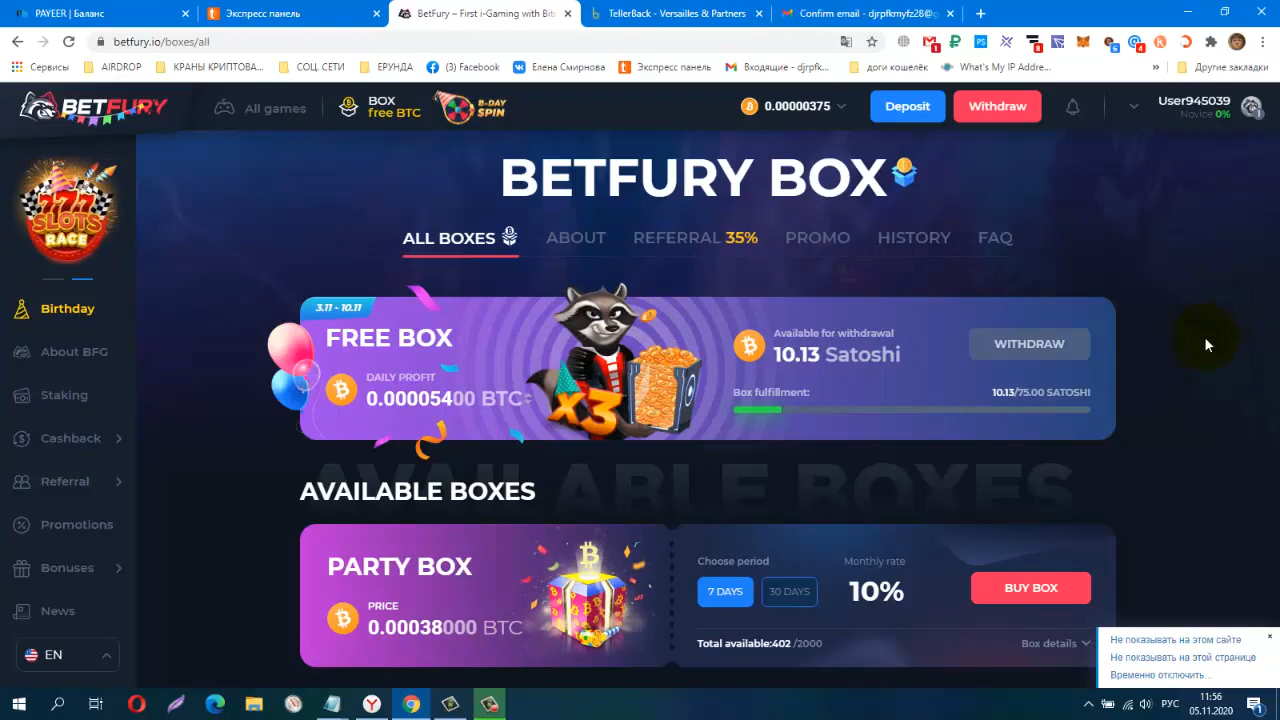 PAYEER | Баланс
Экспресс панель
BetFury – First i-Gaming with Bit
TellerBack - Versailles & Partners
Confirm email - djrpfkmyfz28@
betfury.io/boxes/all
Сервисы
AIRDROP
КРАНЫ КРИПТОВА...
СОЦ. СЕТИ
ЕРУНДА
(3) Facebook
Елена Смирнова
Экспресс панель
Входящие - djrpfk...
доги кошелёк
What's My IP Addre...
»
Другие закладки
BETFURY
All games
BOX
free BTC
B-DAY
SPIN
0.00000375
Deposit
Withdraw
User945039
Novice 0%
1
777
SLOTS
RACE
Birthday
About BFG
Staking
Cashback
Referral
Promotions
Bonuses
News
EN
BETFURY BOX
ALL BOXES
ABOUT
REFERRAL 35%
PROMO
HISTORY
FAQ
3.11 - 10.11
FREE BOX
DAILY PROFIT
0.00005400 BTC
x3
Available for withdrawal
10.13 Satoshi
WITHDRAW
Box fulfillment:
10.13/75.00 SATOSHI
AVAILABLE BOXES
AVAILABLE BOXES
PARTY BOX
PRICE
0.00038000 BTC
Choose period
7 DAYS
30 DAYS
Monthly rate
10%
BUY BOX
Total available:402 /2000
Box details
Не показывать на этом сайте
Не показывать на этой странице
Временно отключить...
РУС
11:56
05.11.2020